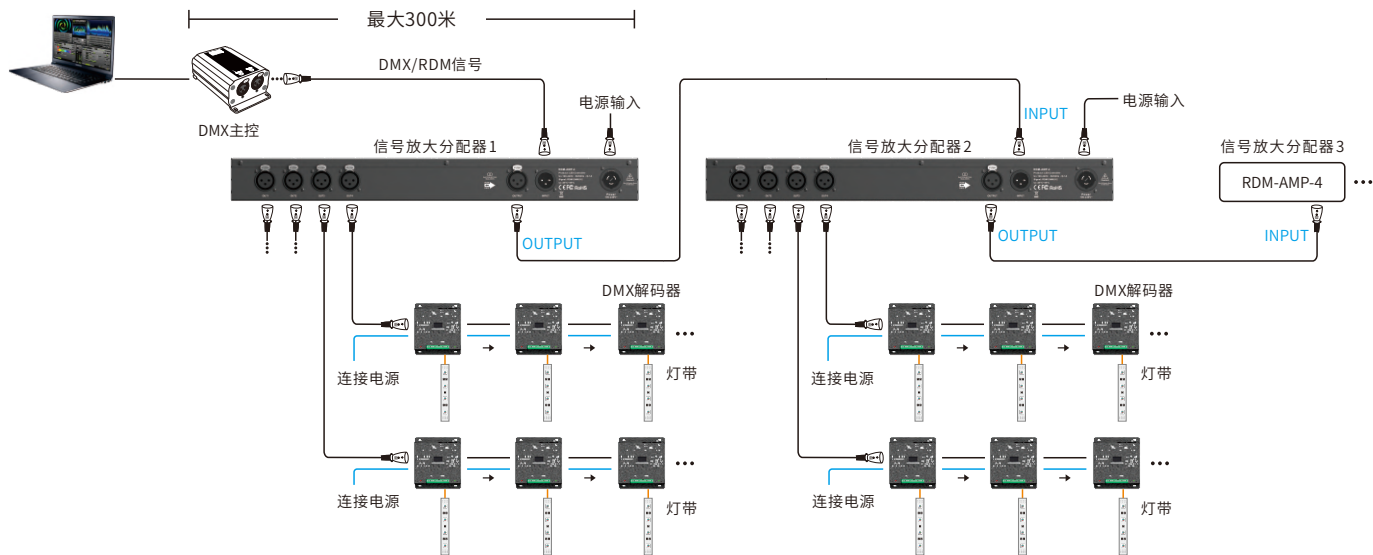 最大300米
DMX/RDM信号
电源输入
INPUT
电源输入
DMX主控
信号放大分配器1
信号放大分配器2
信号放大分配器3
RDM-AMP-4
OUTPUT
OUTPUT
INPUT
DMX解码器
DMX解码器
连接电源
灯带
连接电源
灯带
连接电源
灯带
连接电源
灯带